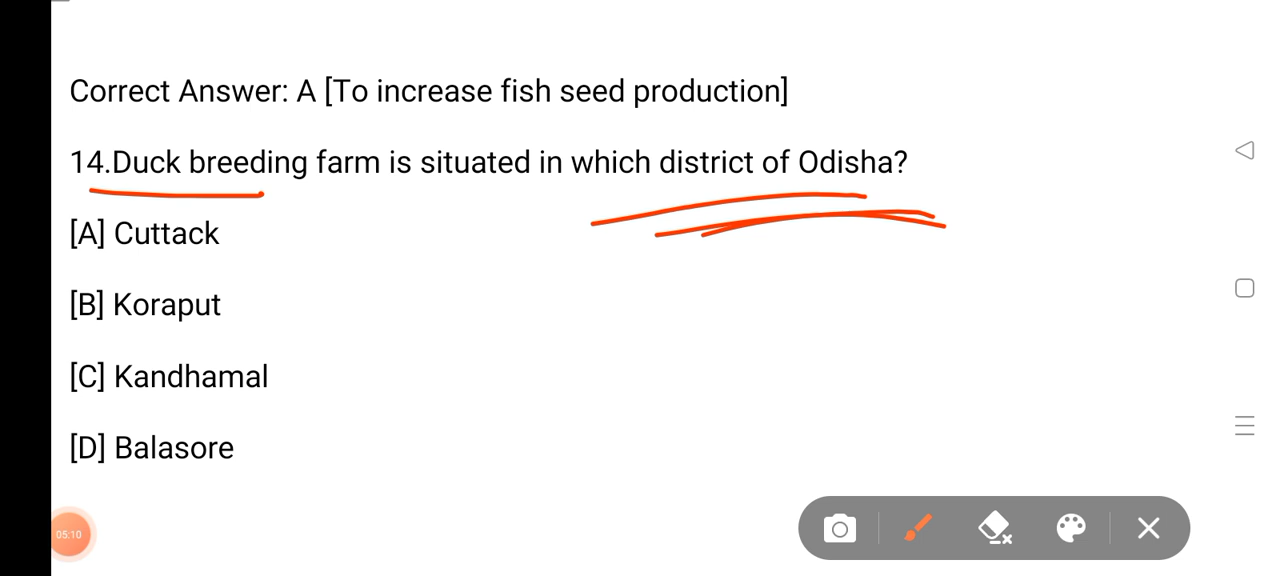 Correct Answer: A [To increase fish seed production]
14.Duck breeding farm is situated in which district of Odisha?
[A] Cuttack
[B] Koraput
[C] Kandhamal
[D] Balasore
05:10